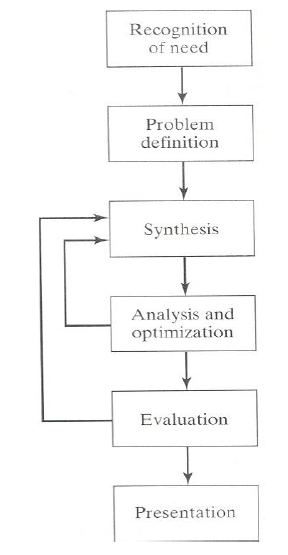 Recognition
of need
Problem
definition
Synthesis
Analysis and
optimization
Evaluation
Presentation